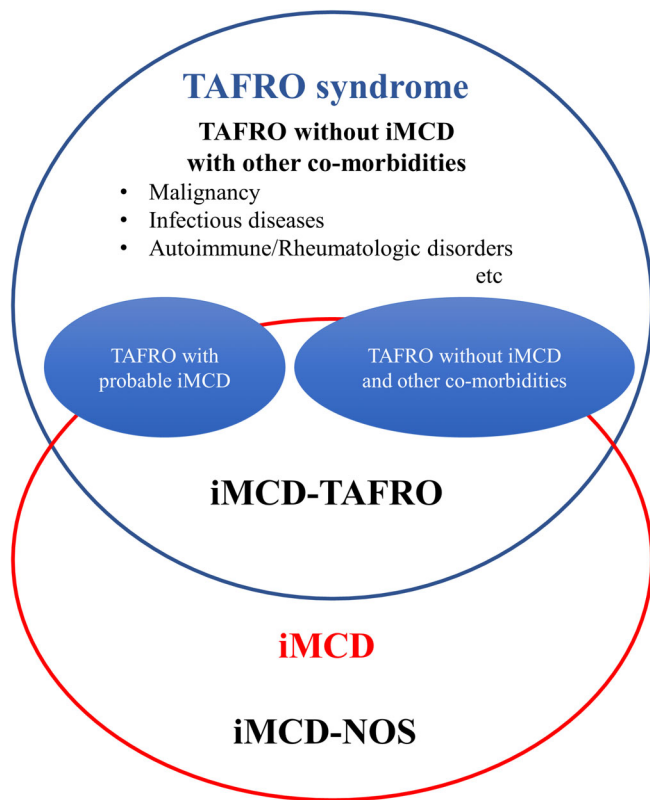 TAFRO syndrome
TAFRO without iMCD
with other co-morbidities
• Malignancy
• Infectious diseases
• Autoimmune/Rheumatologic disorders
etc
TAFRO with
probable iMCD
TAFRO without iMCD
and other co-morbidities
iMCD-TAFRO
iMCD
iMCD-NOS